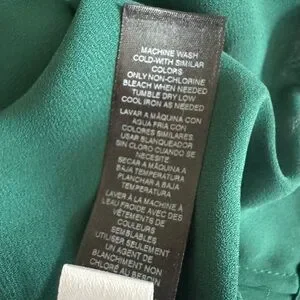 MACHINE WASH
COLD-WITH SIMILAR
COLORS
ONLY NON-CHLORINE
BLEACH WHEN NEEDED
TUMBLE DRY LOW
COOL IRON AS NEEDED
LAVAR A MÁQUINA CON
AGUA FRIA CON
COLORES SIMILARES.
USAR BLANQUEADOR
SIN CLORO CUANDO SE
NECESITE
SECAR A MÁQUINA A
BAJA TEMPERATURA
PLANCHAR A BAJA
TEMPERATURA
LAVER À LA MACHINE À
L'EAU FROIDE AVEC DES
VÊTEMENTS DE
COULEURS
SEMBLABLES
UTILISER SEULEMENT
UN AGENT DE
BLANCHIMENT NON
CHLORÉ AU BESOIN